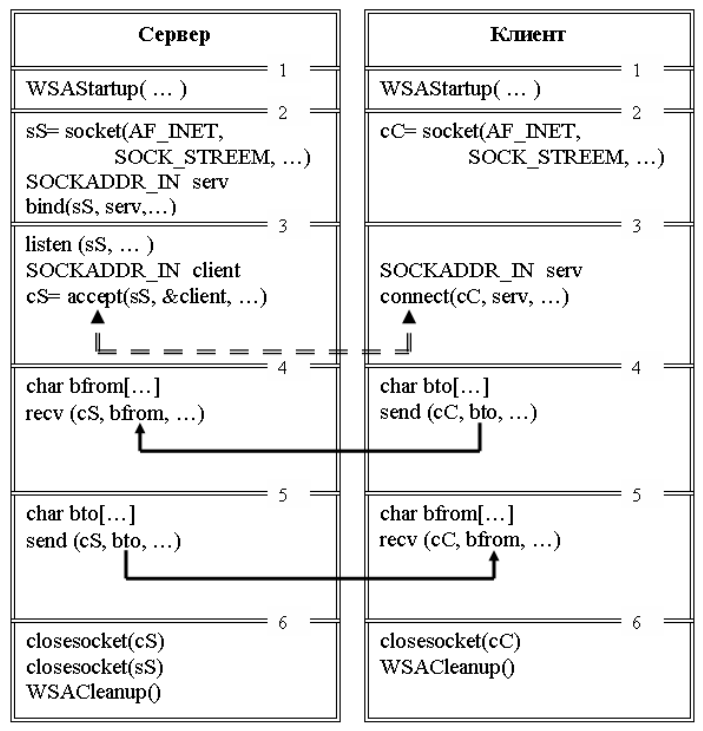 Сервер
1
WSAStartup( … )
2
sS= socket(AF_INET,
SOCK_STREEM, …)
SOCKADDR_IN serv
bind(sS, serv,…)
3
listen (sS, … )
SOCKADDR_IN client
cS= accept(sS, &client, …)
4
char bfrom[…]
recv (cS, bfrom, …)
5
char bto[…]
send (cS, bto, …)
6
closesocket(cS)
closesocket(sS)
WSACleanup()
Клиент
1
WSAStartup( … )
2
cC= socket(AF_INET,
SOCK_STREEM, …)
3
SOCKADDR_IN serv
connect(cC, serv, …)
4
char bto[…]
send (cC, bto, …)
5
char bfrom[…]
recv (cC, bfrom, …)
6
closesocket(cC)
WSACleanup()